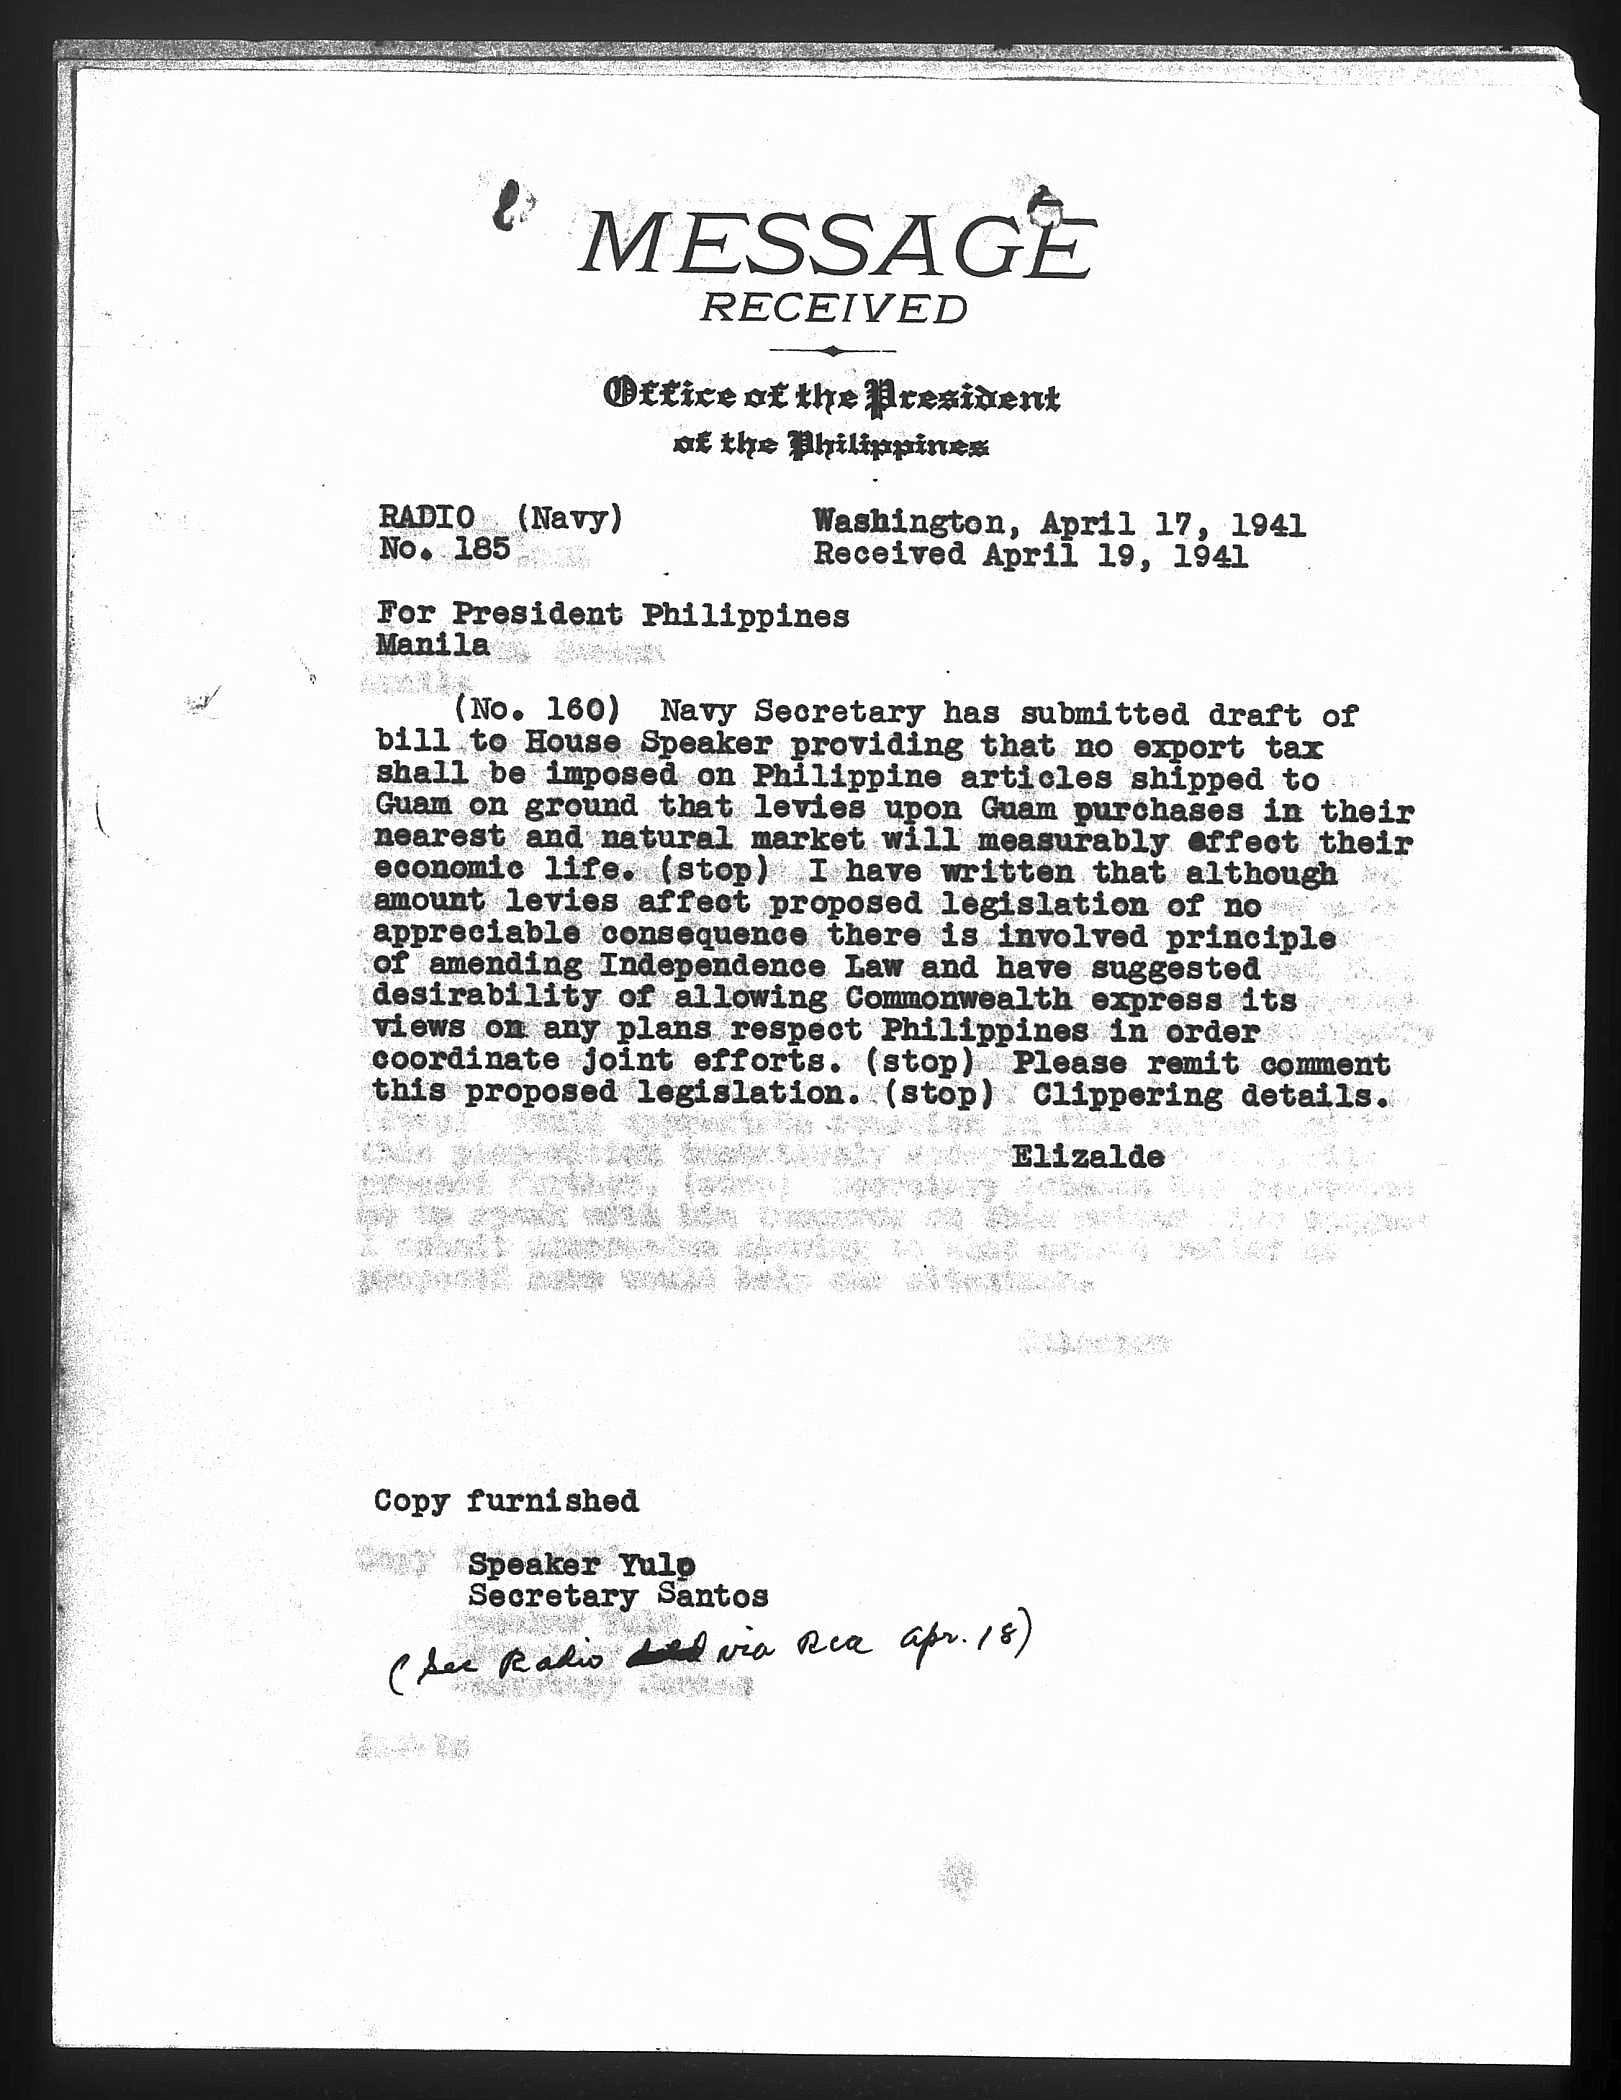 MESSAGE
RECEIVED
Office of the President
of the Philippines
RADIO (Navy) Washington, April 17, 1941
No. 185 Received April 19, 1941
For President Philippines
Manila
(No. 160) Navy Secretary has submitted draft of
bill to House Speaker providing that no export tax
shall be imposed on Philippine articles shipped to
Guam on ground that levies upon Guam purchases in their
nearest and natural market will measurably affect their
economic life. (stop) I have written that although
amount levies affect proposed legislation of no
appreciable consequence there is involved principle
of amending Independence Law and have suggested
desirability of allowing Commonwealth express its
views on any plans respect Philippines in order
coordinate joint efforts. (stop) Please remit comment
this proposed legislation. (stop) Clippering details.
Elizalde
Copy furnished
Speaker Yulo
Secretary Santos
(See Radio via Rca Apr. 18)